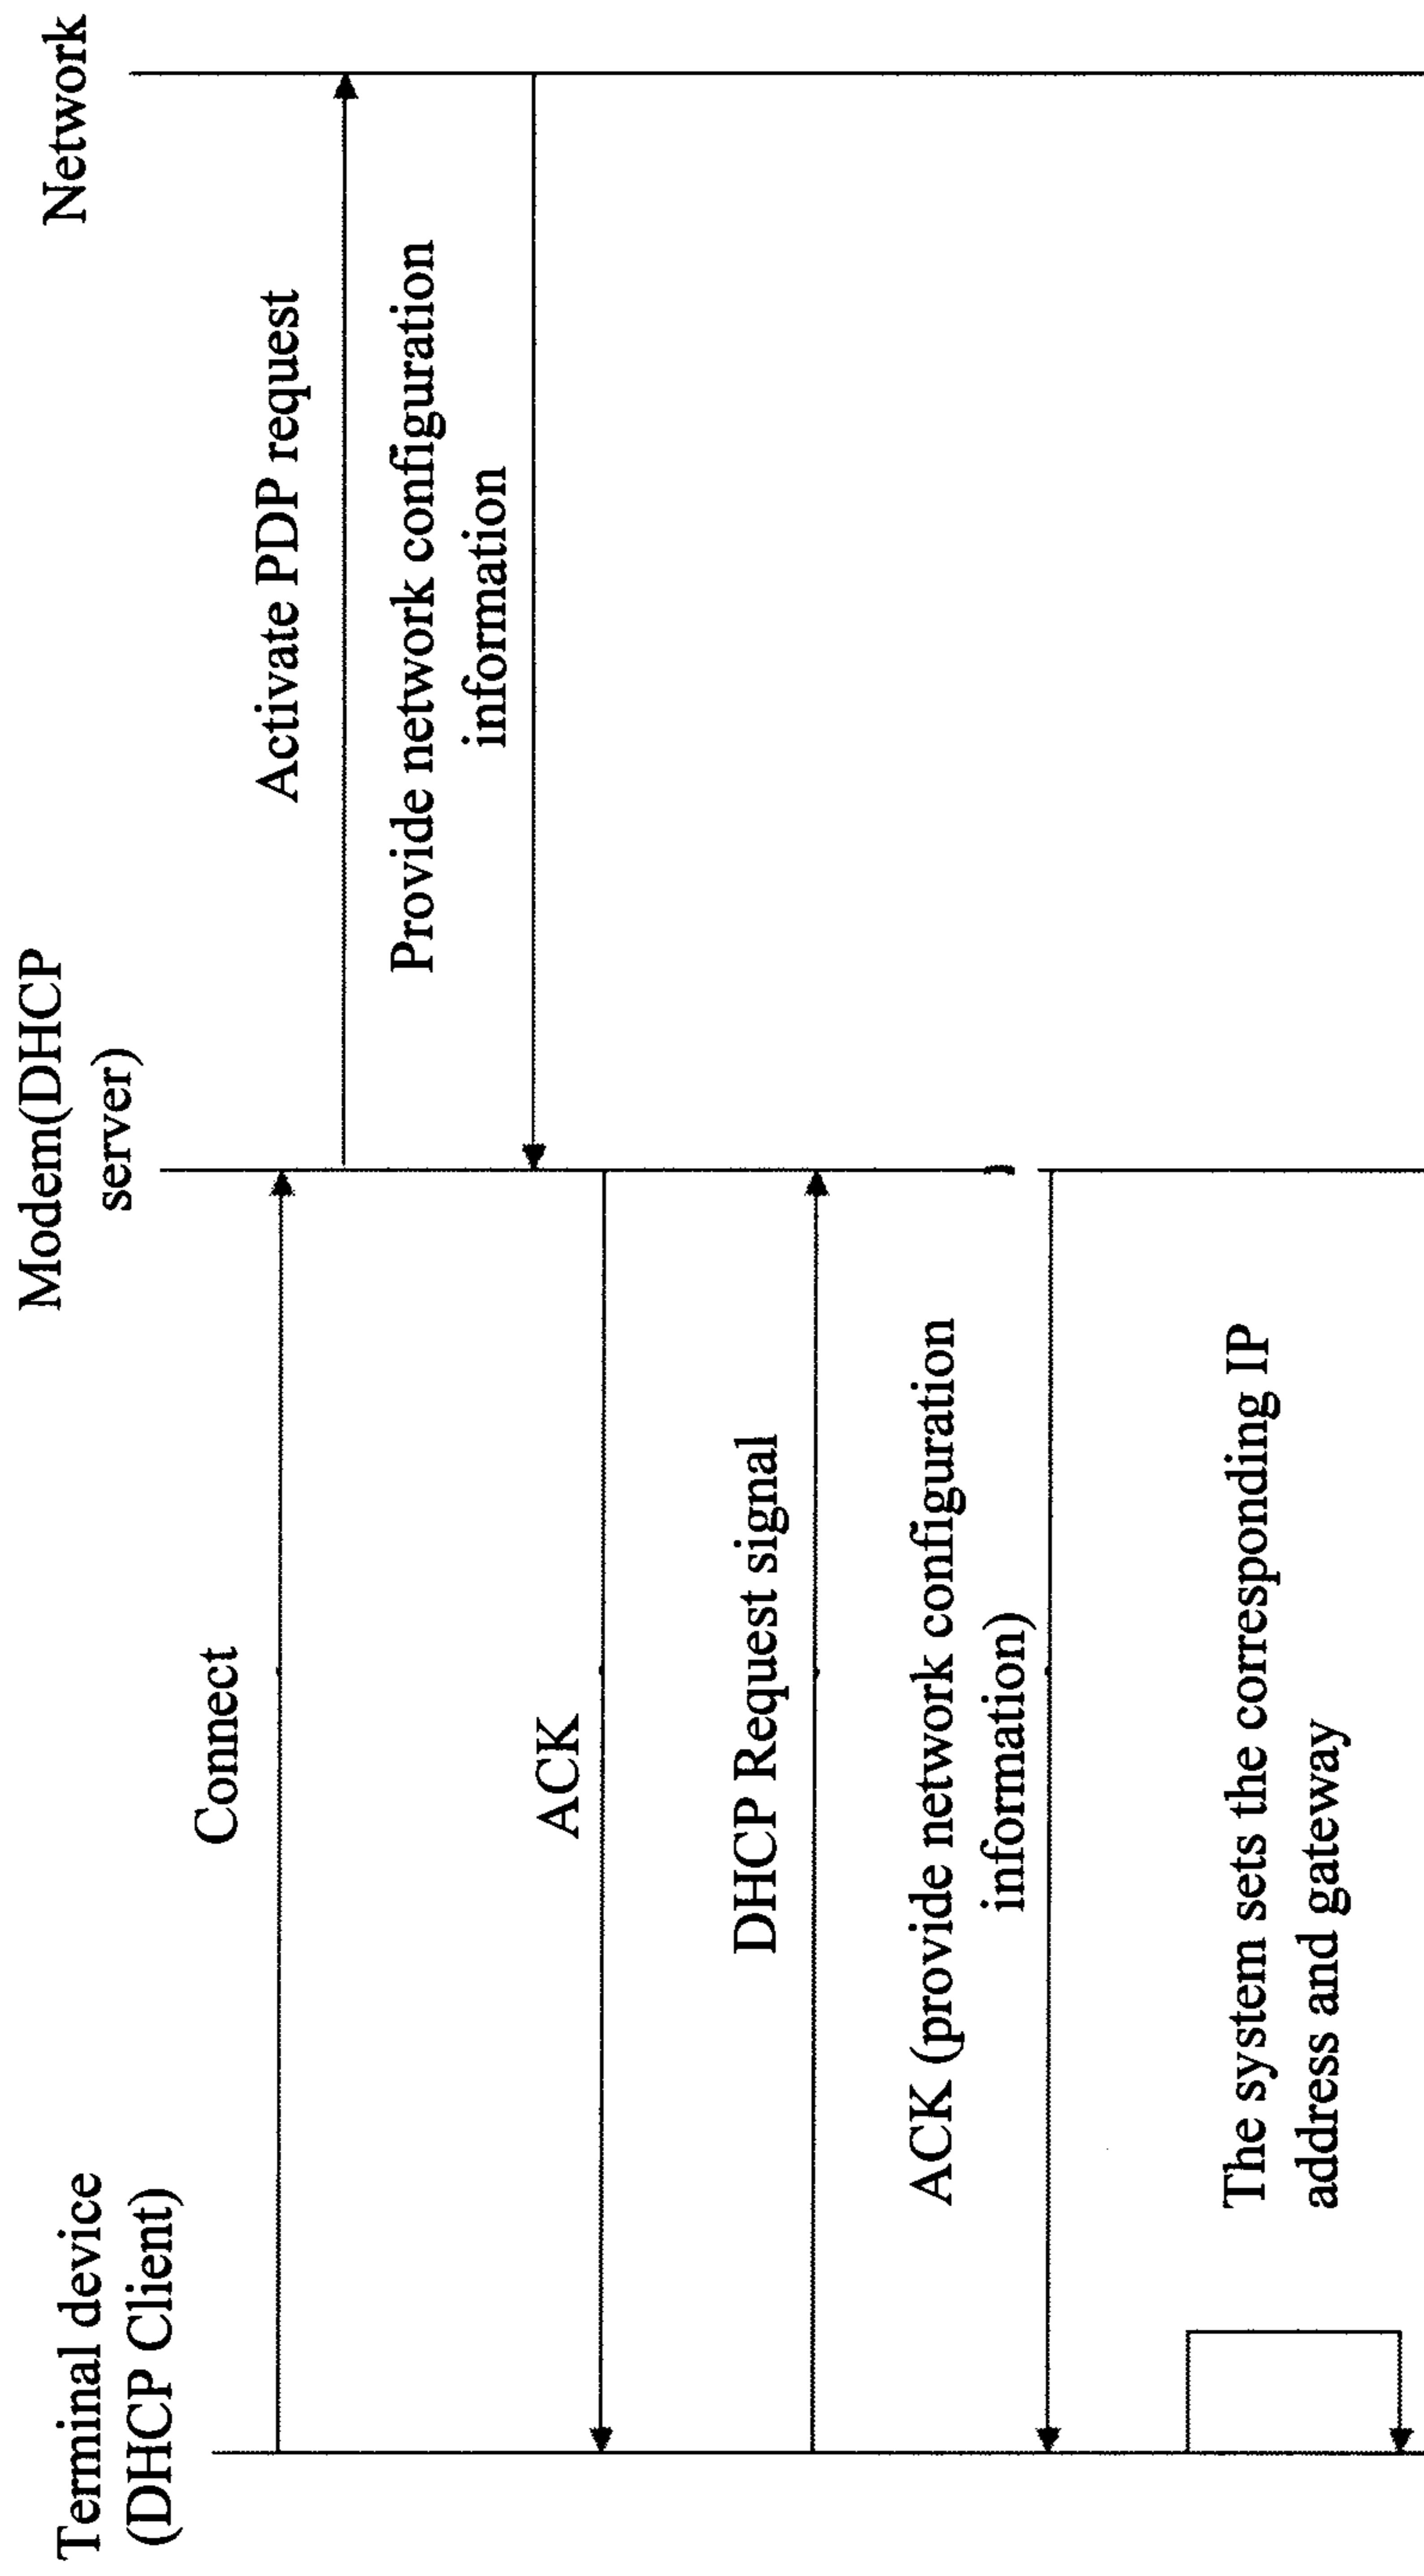 Terminal device
(DHCP Client)
Modem(DHCP
server)
Network
Connect
Activate PDP request
Provide network configuration
information
ACK
DHCP Request signal
ACK (provide network configuration
information)
The system sets the corresponding IP
address and gateway